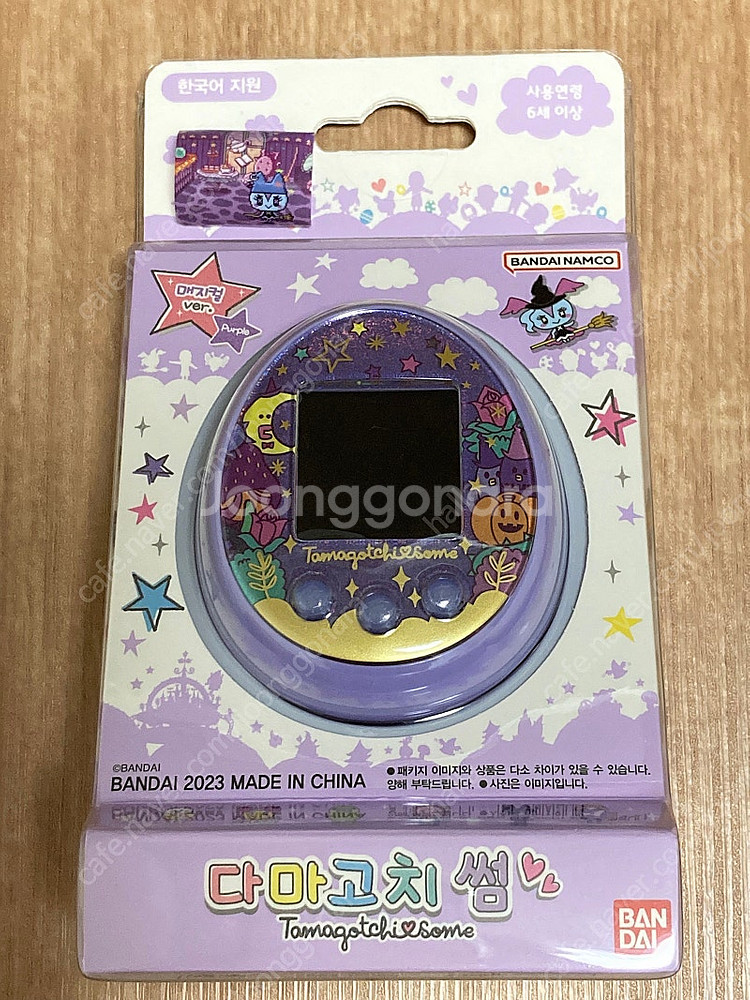 한국어 지원
사용연령
6세 이상
BANDAI NAMCO
매지컬
ver.
Purple
Joonggonara
Tamagotchi some
©BANDAI
BANDAI 2023 MADE IN CHINA
● 패키지 이미지와 상품은 다소 차이가 있을 수 있습니다.
양해 부탁드립니다. ● 사진은 이미지입니다.
다마고치 썸
Tamagotchi some
BAN
DAI